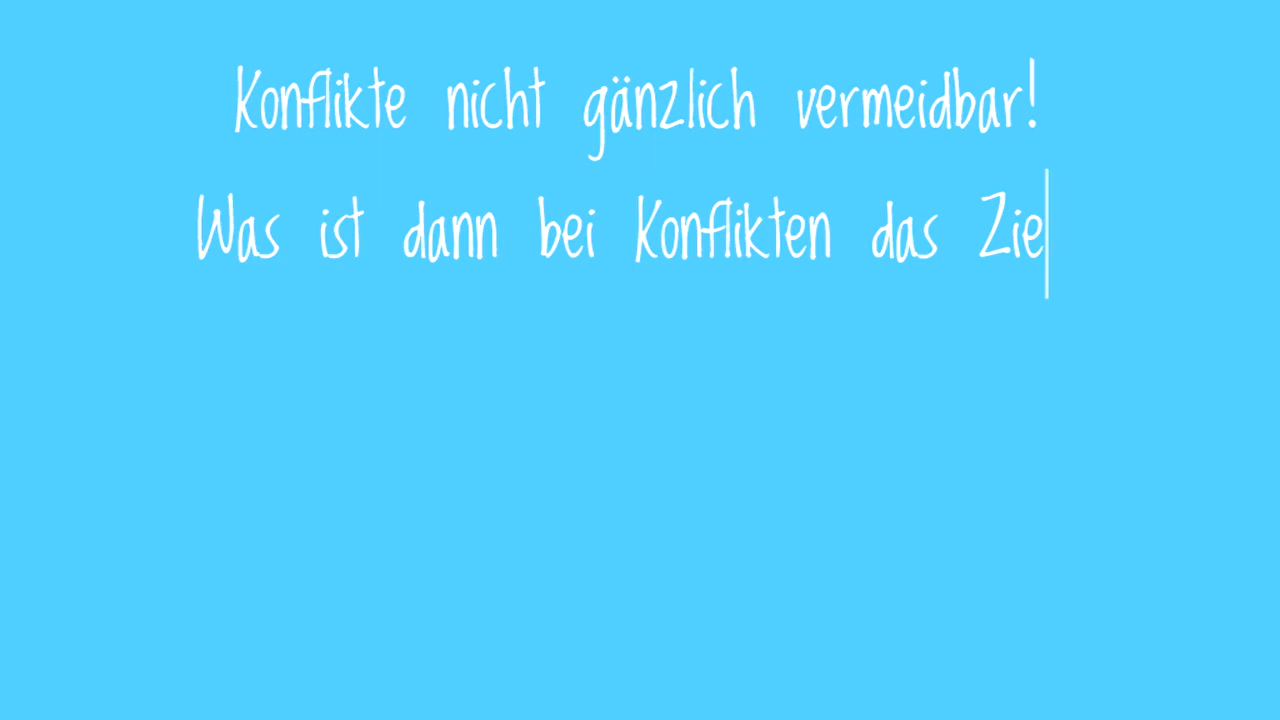 Konflikte nicht gänzlich vermeidbar!
Was ist dann bei Konflikten das Zie